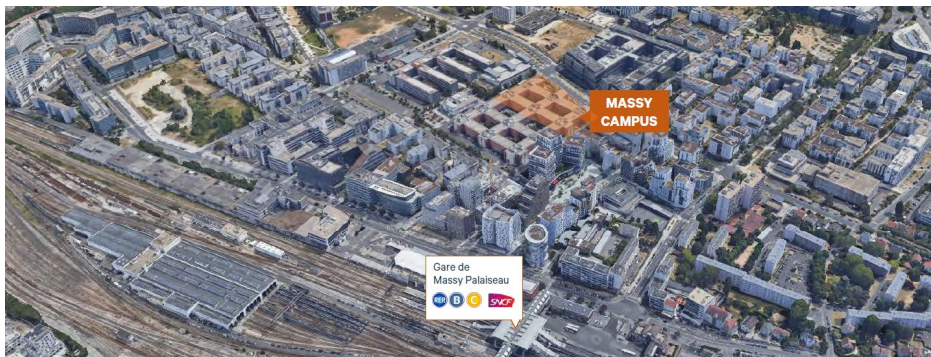 MASSY
CAMPUS
Gare de
Massy Palaiseau
RER B C SNCF